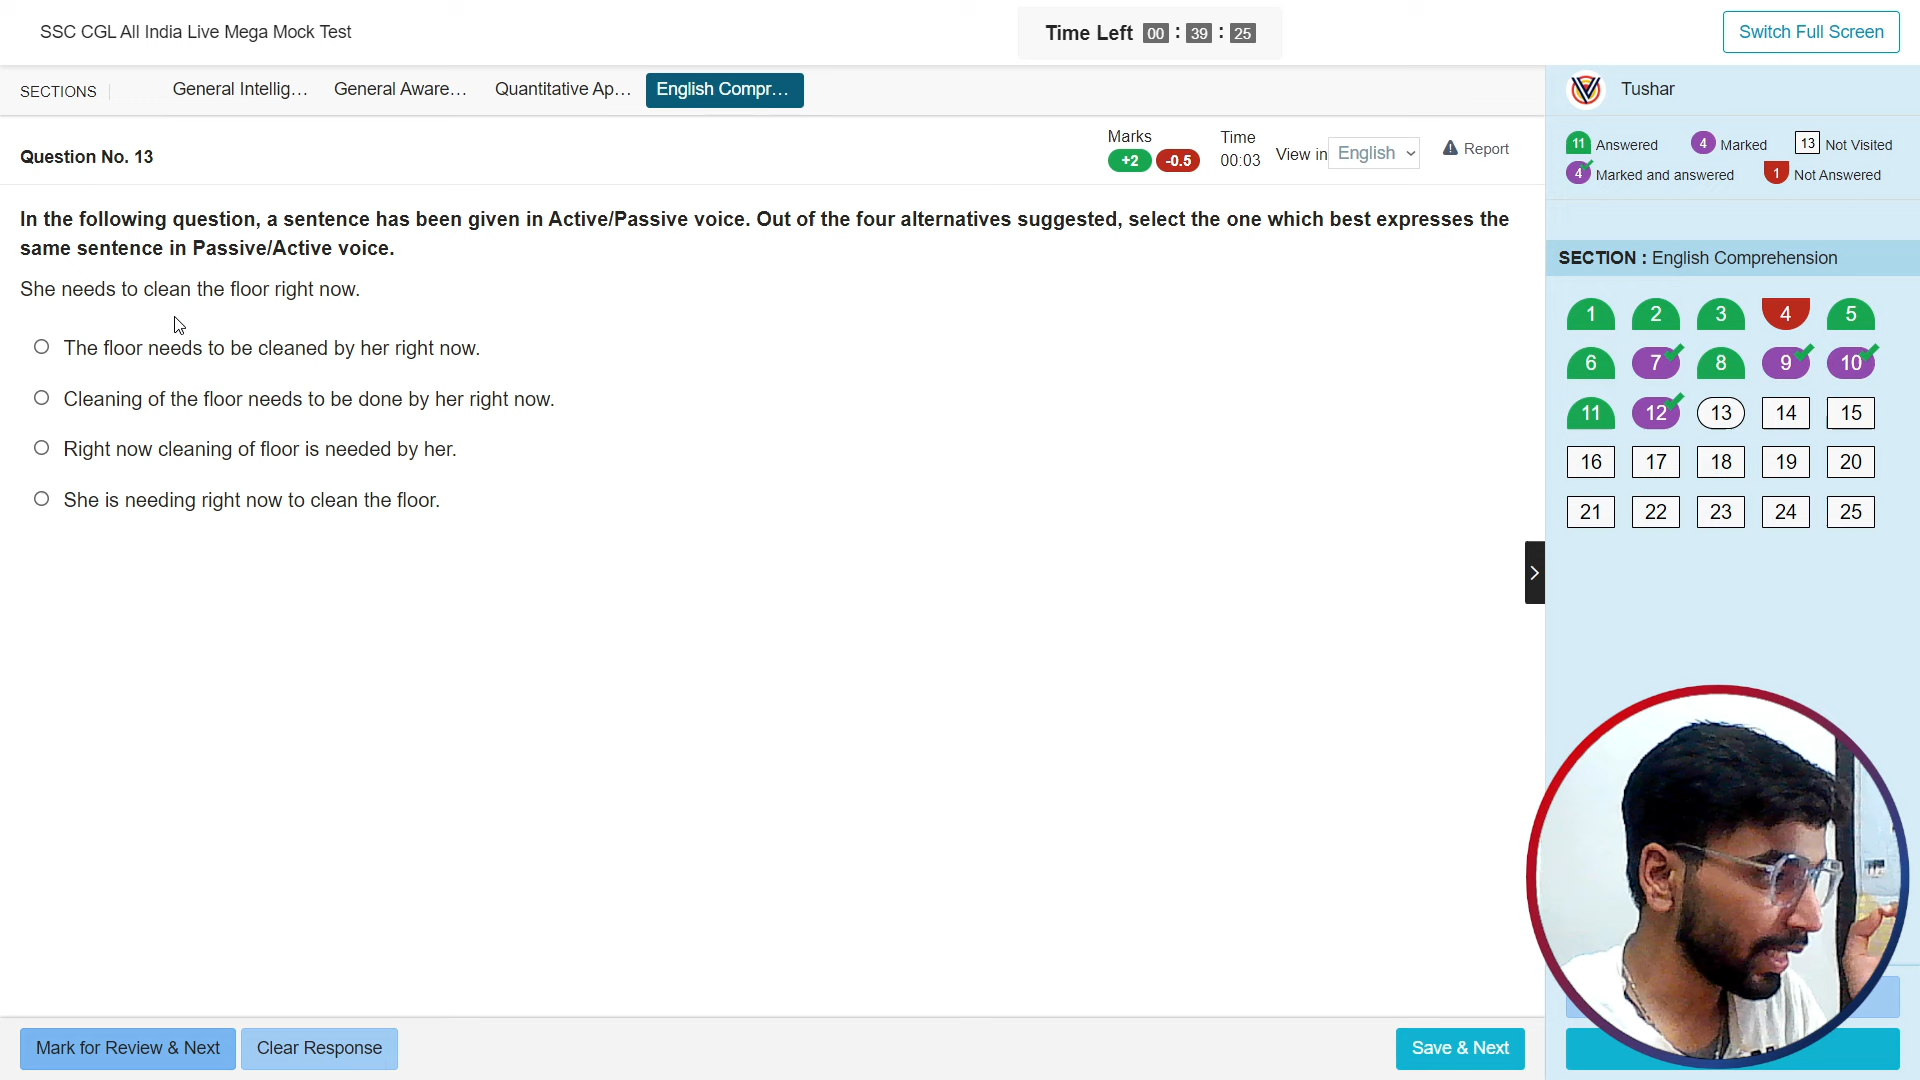 SSC CGL All India Live Mega Mock Test
Time Left 00 : 39 : 25
Switch Full Screen
SECTIONS
General Intellig...
General Aware...
Quantitative Ap...
English Compr...
Tushar
Question No. 13
Marks
+2 -0.5
Time
00:03
View in English
Report
11 Answered
4 Marked
13 Not Visited
4 Marked and answered
1 Not Answered
In the following question, a sentence has been given in Active/Passive voice. Out of the four alternatives suggested, select the one which best expresses the
same sentence in Passive/Active voice.
She needs to clean the floor right now.
The floor needs to be cleaned by her right now.
Cleaning of the floor needs to be done by her right now.
Right now cleaning of floor is needed by her.
She is needing right now to clean the floor.
SECTION : English Comprehension
1 2 3 4 5
6 7 8 9 10
11 12 13 14 15
16 17 18 19 20
21 22 23 24 25
Mark for Review & Next
Clear Response
Save & Next